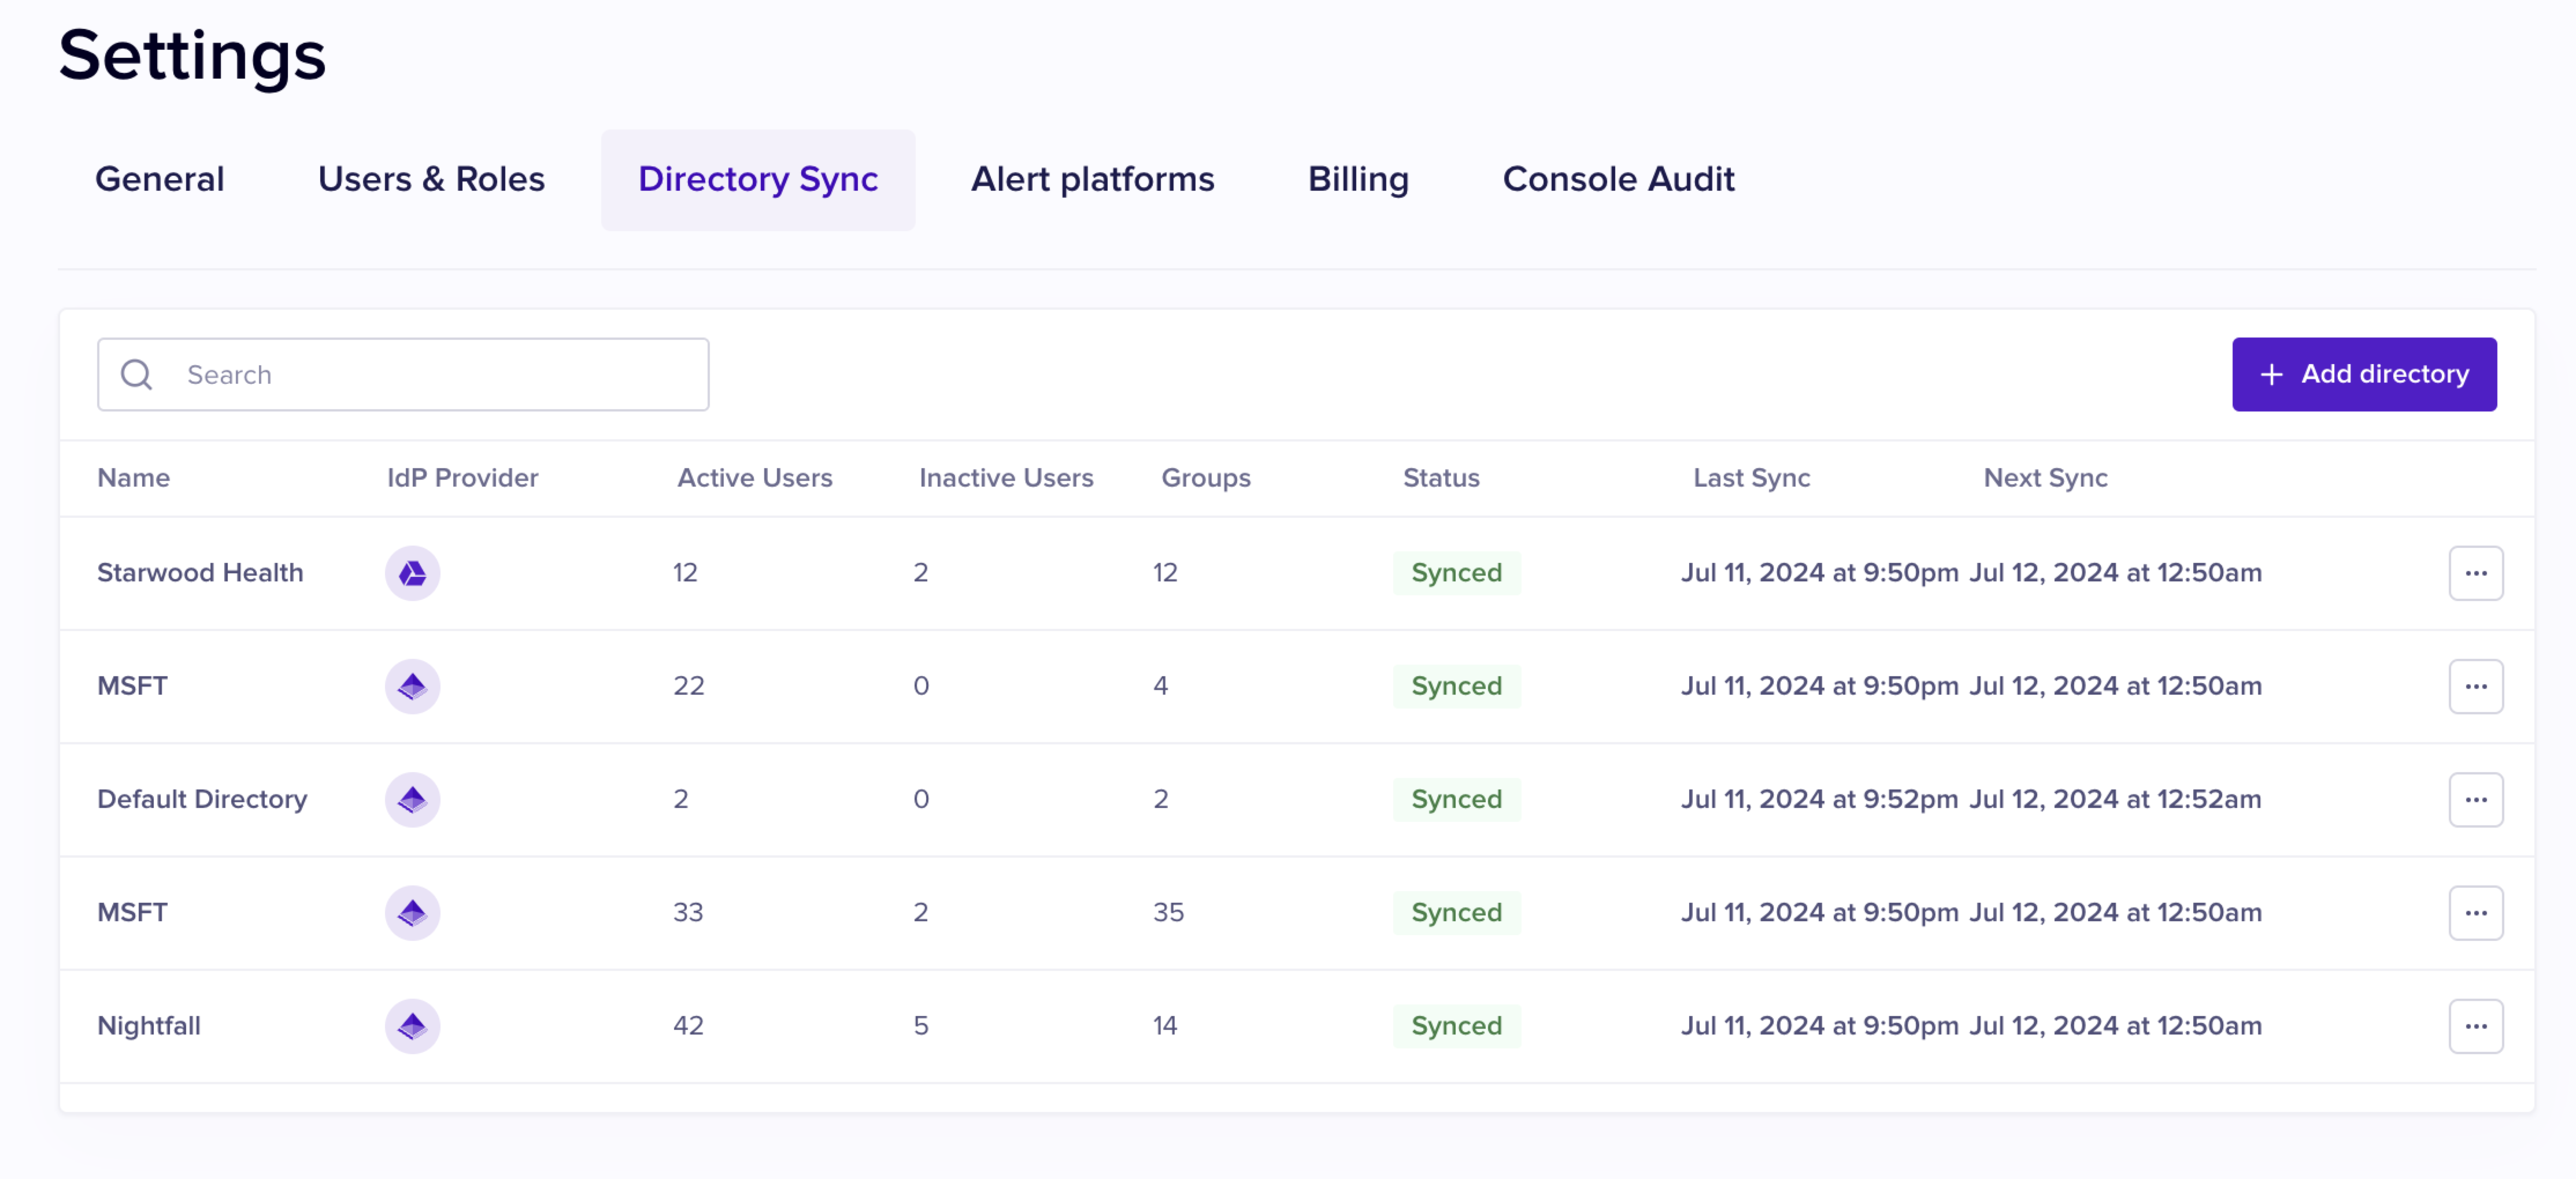 Settings
General Users & Roles Directory Sync Alert platforms Billing Console Audit
Search + Add directory
Name IdP Provider Active Users Inactive Users Groups Status Last Sync Next Sync
Starwood Health 12 2 12 Synced Jul 11, 2024 at 9:50pm Jul 12, 2024 at 12:50am
MSFT 22 0 4 Synced Jul 11, 2024 at 9:50pm Jul 12, 2024 at 12:50am
Default Directory 2 0 2 Synced Jul 11, 2024 at 9:52pm Jul 12, 2024 at 12:52am
MSFT 33 2 35 Synced Jul 11, 2024 at 9:50pm Jul 12, 2024 at 12:50am
Nightfall 42 5 14 Synced Jul 11, 2024 at 9:50pm Jul 12, 2024 at 12:50am